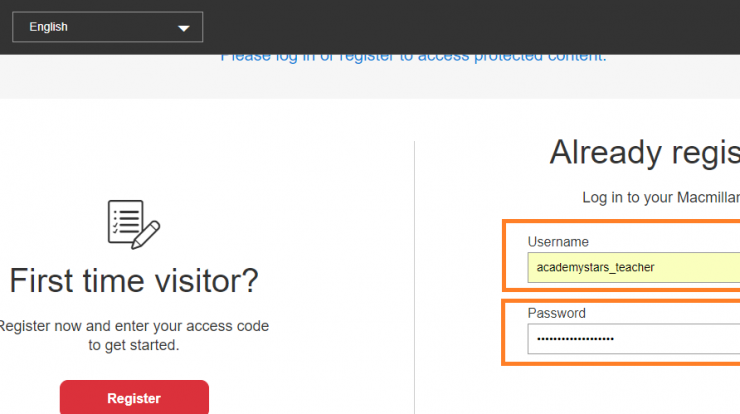 English
Please log in or register to access protected content.
Already regis
Log in to your Macmillan
First time visitor?
Register now and enter your access code
to get started.
Register
Username
academystars_teacher
Password
•••••••••••••••••••